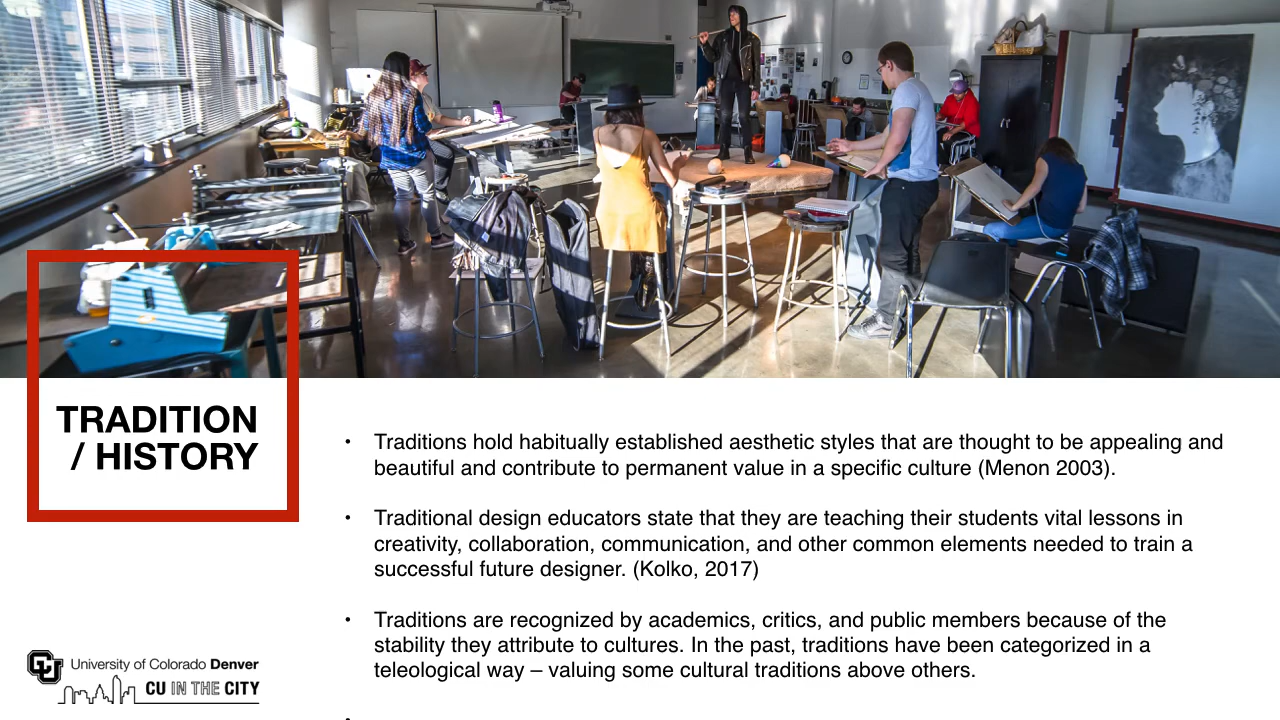 TRADITION
/ HISTORY
• Traditions hold habitually established aesthetic styles that are thought to be appealing and
beautiful and contribute to permanent value in a specific culture (Menon 2003).
• Traditional design educators state that they are teaching their students vital lessons in
creativity, collaboration, communication, and other common elements needed to train a
successful future designer. (Kolko, 2017)
• Traditions are recognized by academics, critics, and public members because of the
stability they attribute to cultures. In the past, traditions have been categorized in a
teleological way – valuing some cultural traditions above others.
•
CU University of Colorado Denver
CU IN THE CITY